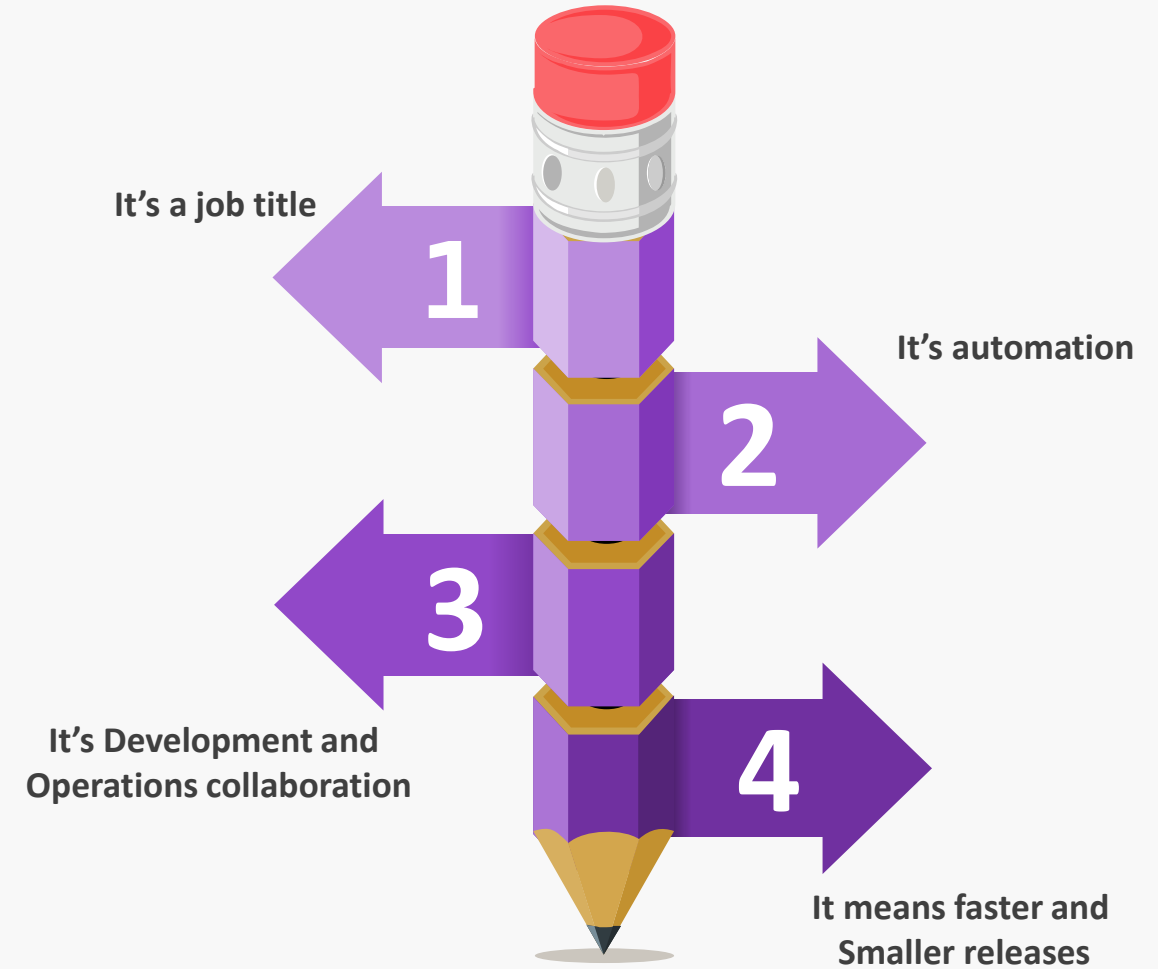 It’s a job title
1
It’s automation
2
3
It’s Development and
Operations collaboration
4
It means faster and
Smaller releases